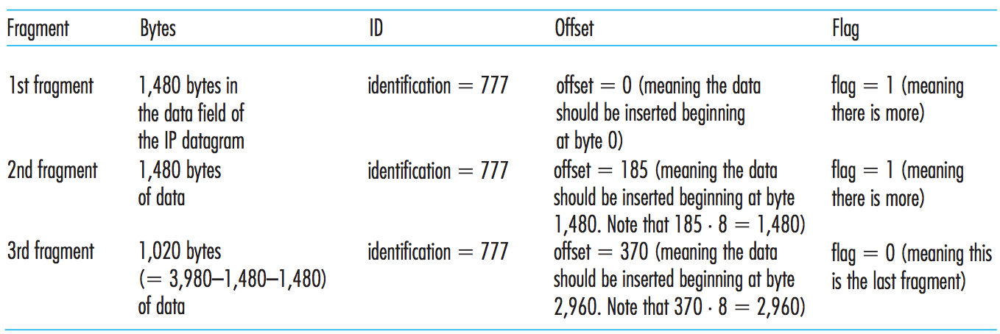 Fragment Bytes ID Offset Flag
1st fragment 1,480 bytes in identification = 777 offset = 0 (meaning the data flag = 1 (meaning
the data field of should be inserted beginning there is more)
the IP datagram at byte 0)
2nd fragment 1,480 bytes identification = 777 offset = 185 (meaning the data flag = 1 (meaning
of data should be inserted beginning at byte there is more)
1,480. Note that 185 · 8 = 1,480)
3rd fragment 1,020 bytes identification = 777 offset = 370 (meaning the data flag = 0 (meaning this
(= 3,980–1,480–1,480) should be inserted beginning at byte is the last fragment)
of data 2,960. Note that 370 · 8 = 2,960)